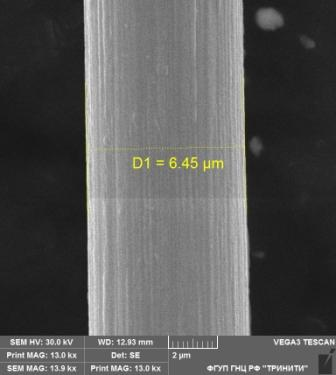 D1 = 6.45 µm
SEM HV: 30.0 kV
WD: 12.93 mm
VEGA3 TESCAN
Print MAG: 13.0 kx
Det: SE
2 µm
SEM MAG: 13.9 kx
Print MAG: 13.0 kx
ФГУП ГНЦ РФ "ТРИНИТИ"